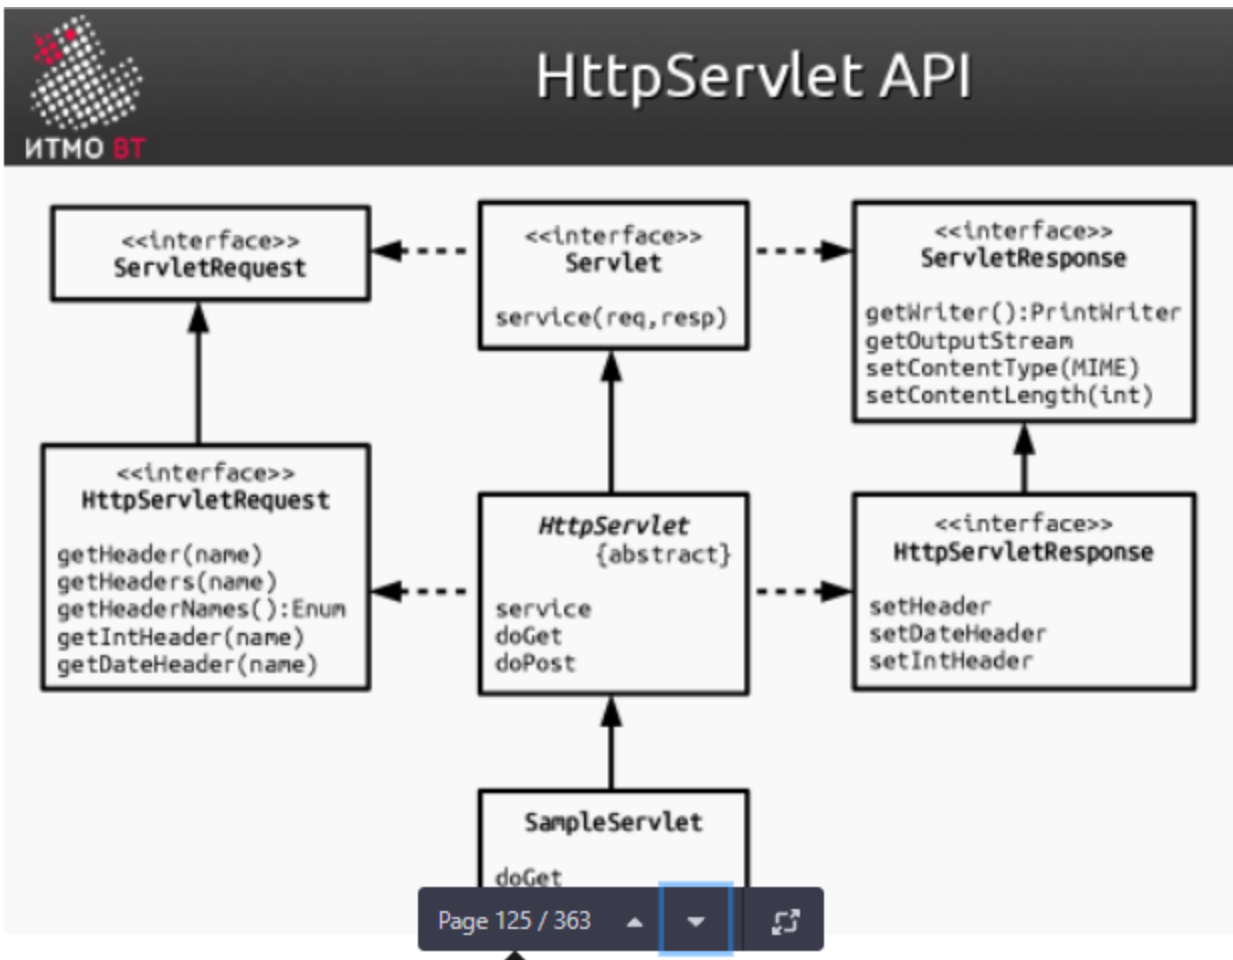 HttpServlet API
ИТМО ВТ
<<interface>>
ServletRequest
<<interface>>
Servlet
service(req,resp)
<<interface>>
ServletResponse
getWriter():PrintWriter
getOutputStream
setContentType(MIME)
setContentLength(int)
<<interface>>
HttpServletRequest
getHeader(name)
getHeaders(name)
getHeaderNames():Enum
getIntHeader(name)
getDateHeader(name)
HttpServlet
{abstract}
service
doGet
doPost
<<interface>>
HttpServletResponse
setHeader
setDateHeader
setIntHeader
SampleServlet
doGet
Page 125 / 363